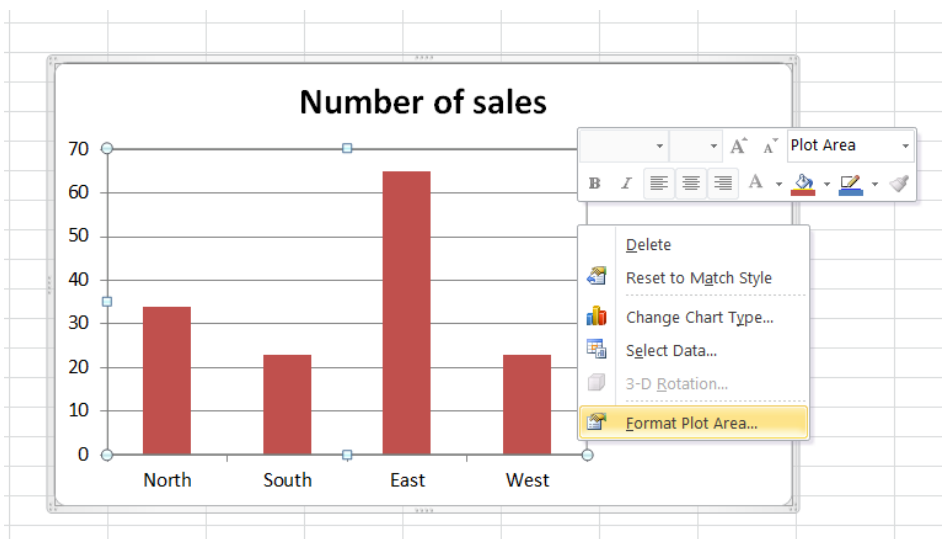 Number of sales
70
60
50
40
30
20
10
0
North South East West
A A Plot Area
B I A
Delete
Reset to Match Style
Change Chart Type...
Select Data...
3-D Rotation...
Format Plot Area...